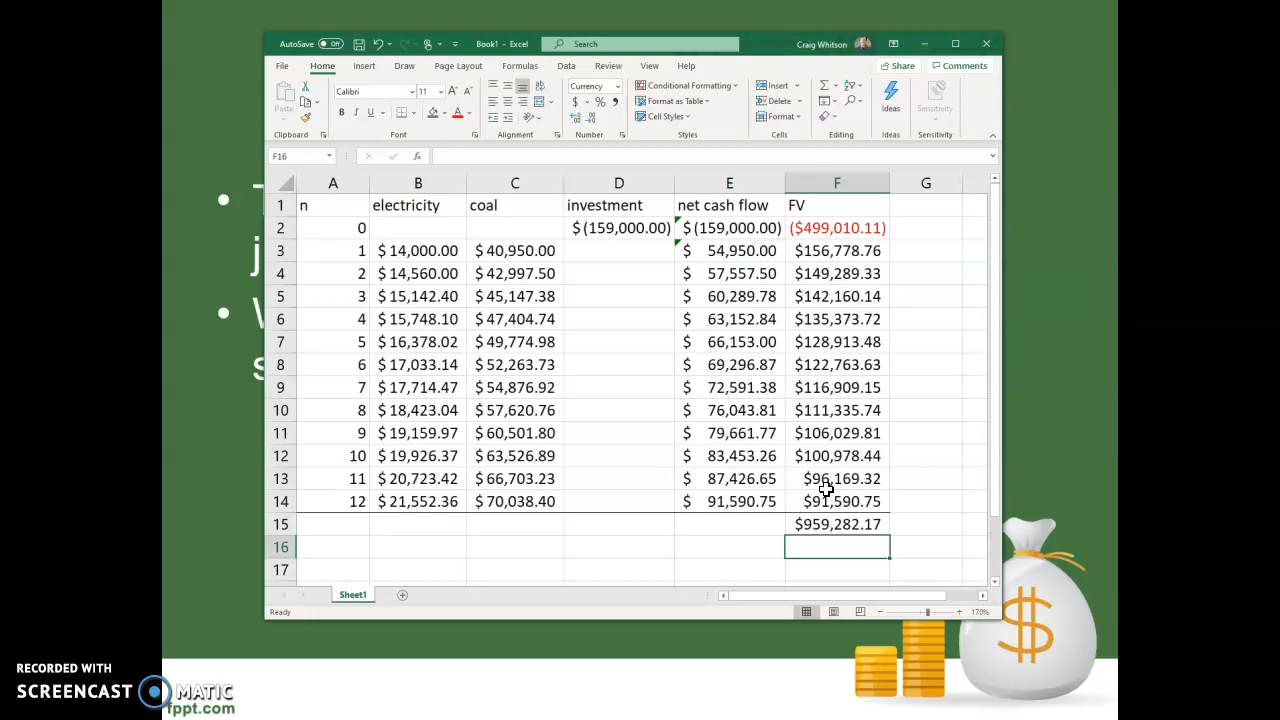 AutoSave Off Book1 - Excel Search Craig Whitson
File Home Insert Draw Page Layout Formulas Data Review View Help Share Comments
Paste Calibri 11 A A Currency Conditional Formatting Insert Ideas Sensitivity
B I U A $ % , Format as Table Delete
Cell Styles Format
Clipboard Font Alignment Number Styles Cells Editing Ideas Sensitivity
F16 fx
A B C D E F G
1 n electricity coal investment net cash flow FV
2 0 $ (159,000.00) $ (159,000.00) ($499,010.11)
3 1 $ 14,000.00 $ 40,950.00 $ 54,950.00 $156,778.76
4 2 $ 14,560.00 $ 42,997.50 $ 57,557.50 $149,289.33
5 3 $ 15,142.40 $ 45,147.38 $ 60,289.78 $142,160.14
6 4 $ 15,748.10 $ 47,404.74 $ 63,152.84 $135,373.72
7 5 $ 16,378.02 $ 49,774.98 $ 66,153.00 $128,913.48
8 6 $ 17,033.14 $ 52,263.73 $ 69,296.87 $122,763.63
9 7 $ 17,714.47 $ 54,876.92 $ 72,591.38 $116,909.15
10 8 $ 18,423.04 $ 57,620.76 $ 76,043.81 $111,335.74
11 9 $ 19,159.97 $ 60,501.80 $ 79,661.77 $106,029.81
12 10 $ 19,926.37 $ 63,526.89 $ 83,453.26 $100,978.44
13 11 $ 20,723.42 $ 66,703.23 $ 87,426.65 $96,169.32
14 12 $ 21,552.36 $ 70,038.40 $ 91,590.75 $91,590.75
15 $959,282.17
16
17
Sheet1
Ready 170%
$
RECORDED WITH
SCREENCAST MATIC
fppt.com